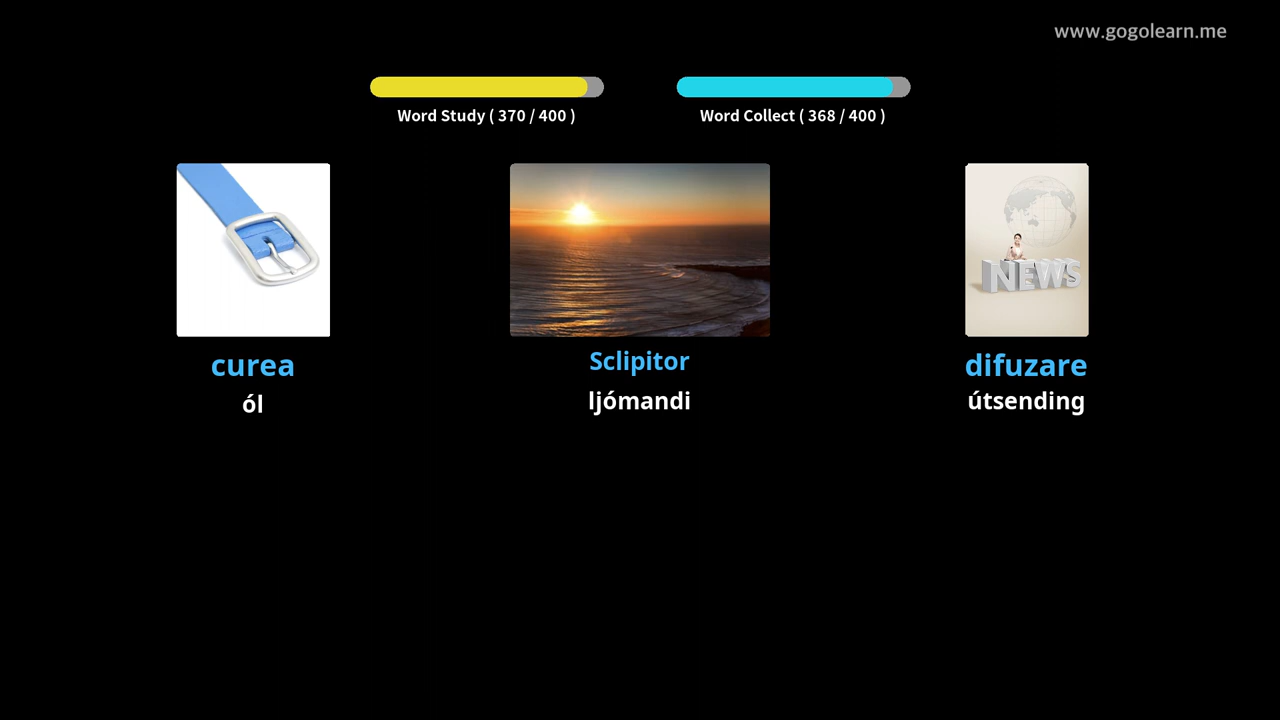 www.gogolearn.me
Word Study ( 370 / 400 )
Word Collect ( 368 / 400 )
NEWS
curea
Sclipitor
difuzare
ól
ljómandi
útsending